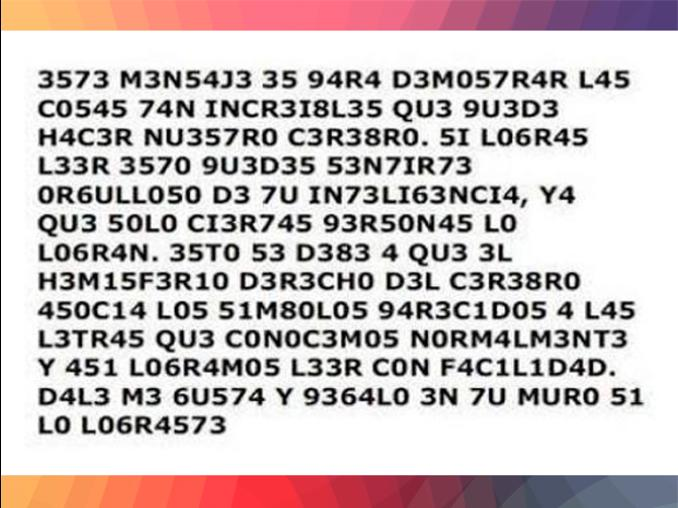 3573 M3N54J3 35 94R4 D3M057R4R L45
C0545 74N INCR3I8L35 QU3 9U3D3
H4C3R NU357R0 C3R38R0. 5I L06R45
L33R 3570 9U3D35 53N7IR73
0R6ULL050 D3 7U IN73LI63NCI4, Y4
QU3 50L0 CI3R745 93R50N45 L0
L06R4N. 35T0 53 D383 4 QU3 3L
H3M15F3R10 D3R3CH0 D3L C3R38R0
450C14 L05 51M80L05 94R3C1D05 4 L45
L3TR45 QU3 C0N0C3M05 N0RM4LM3NT3
Y 451 L06R4M05 L33R C0N F4C1L1D4D.
D4L3 M3 6U574 Y 9364L0 3N 7U MUR0 51
L0 L06R4573